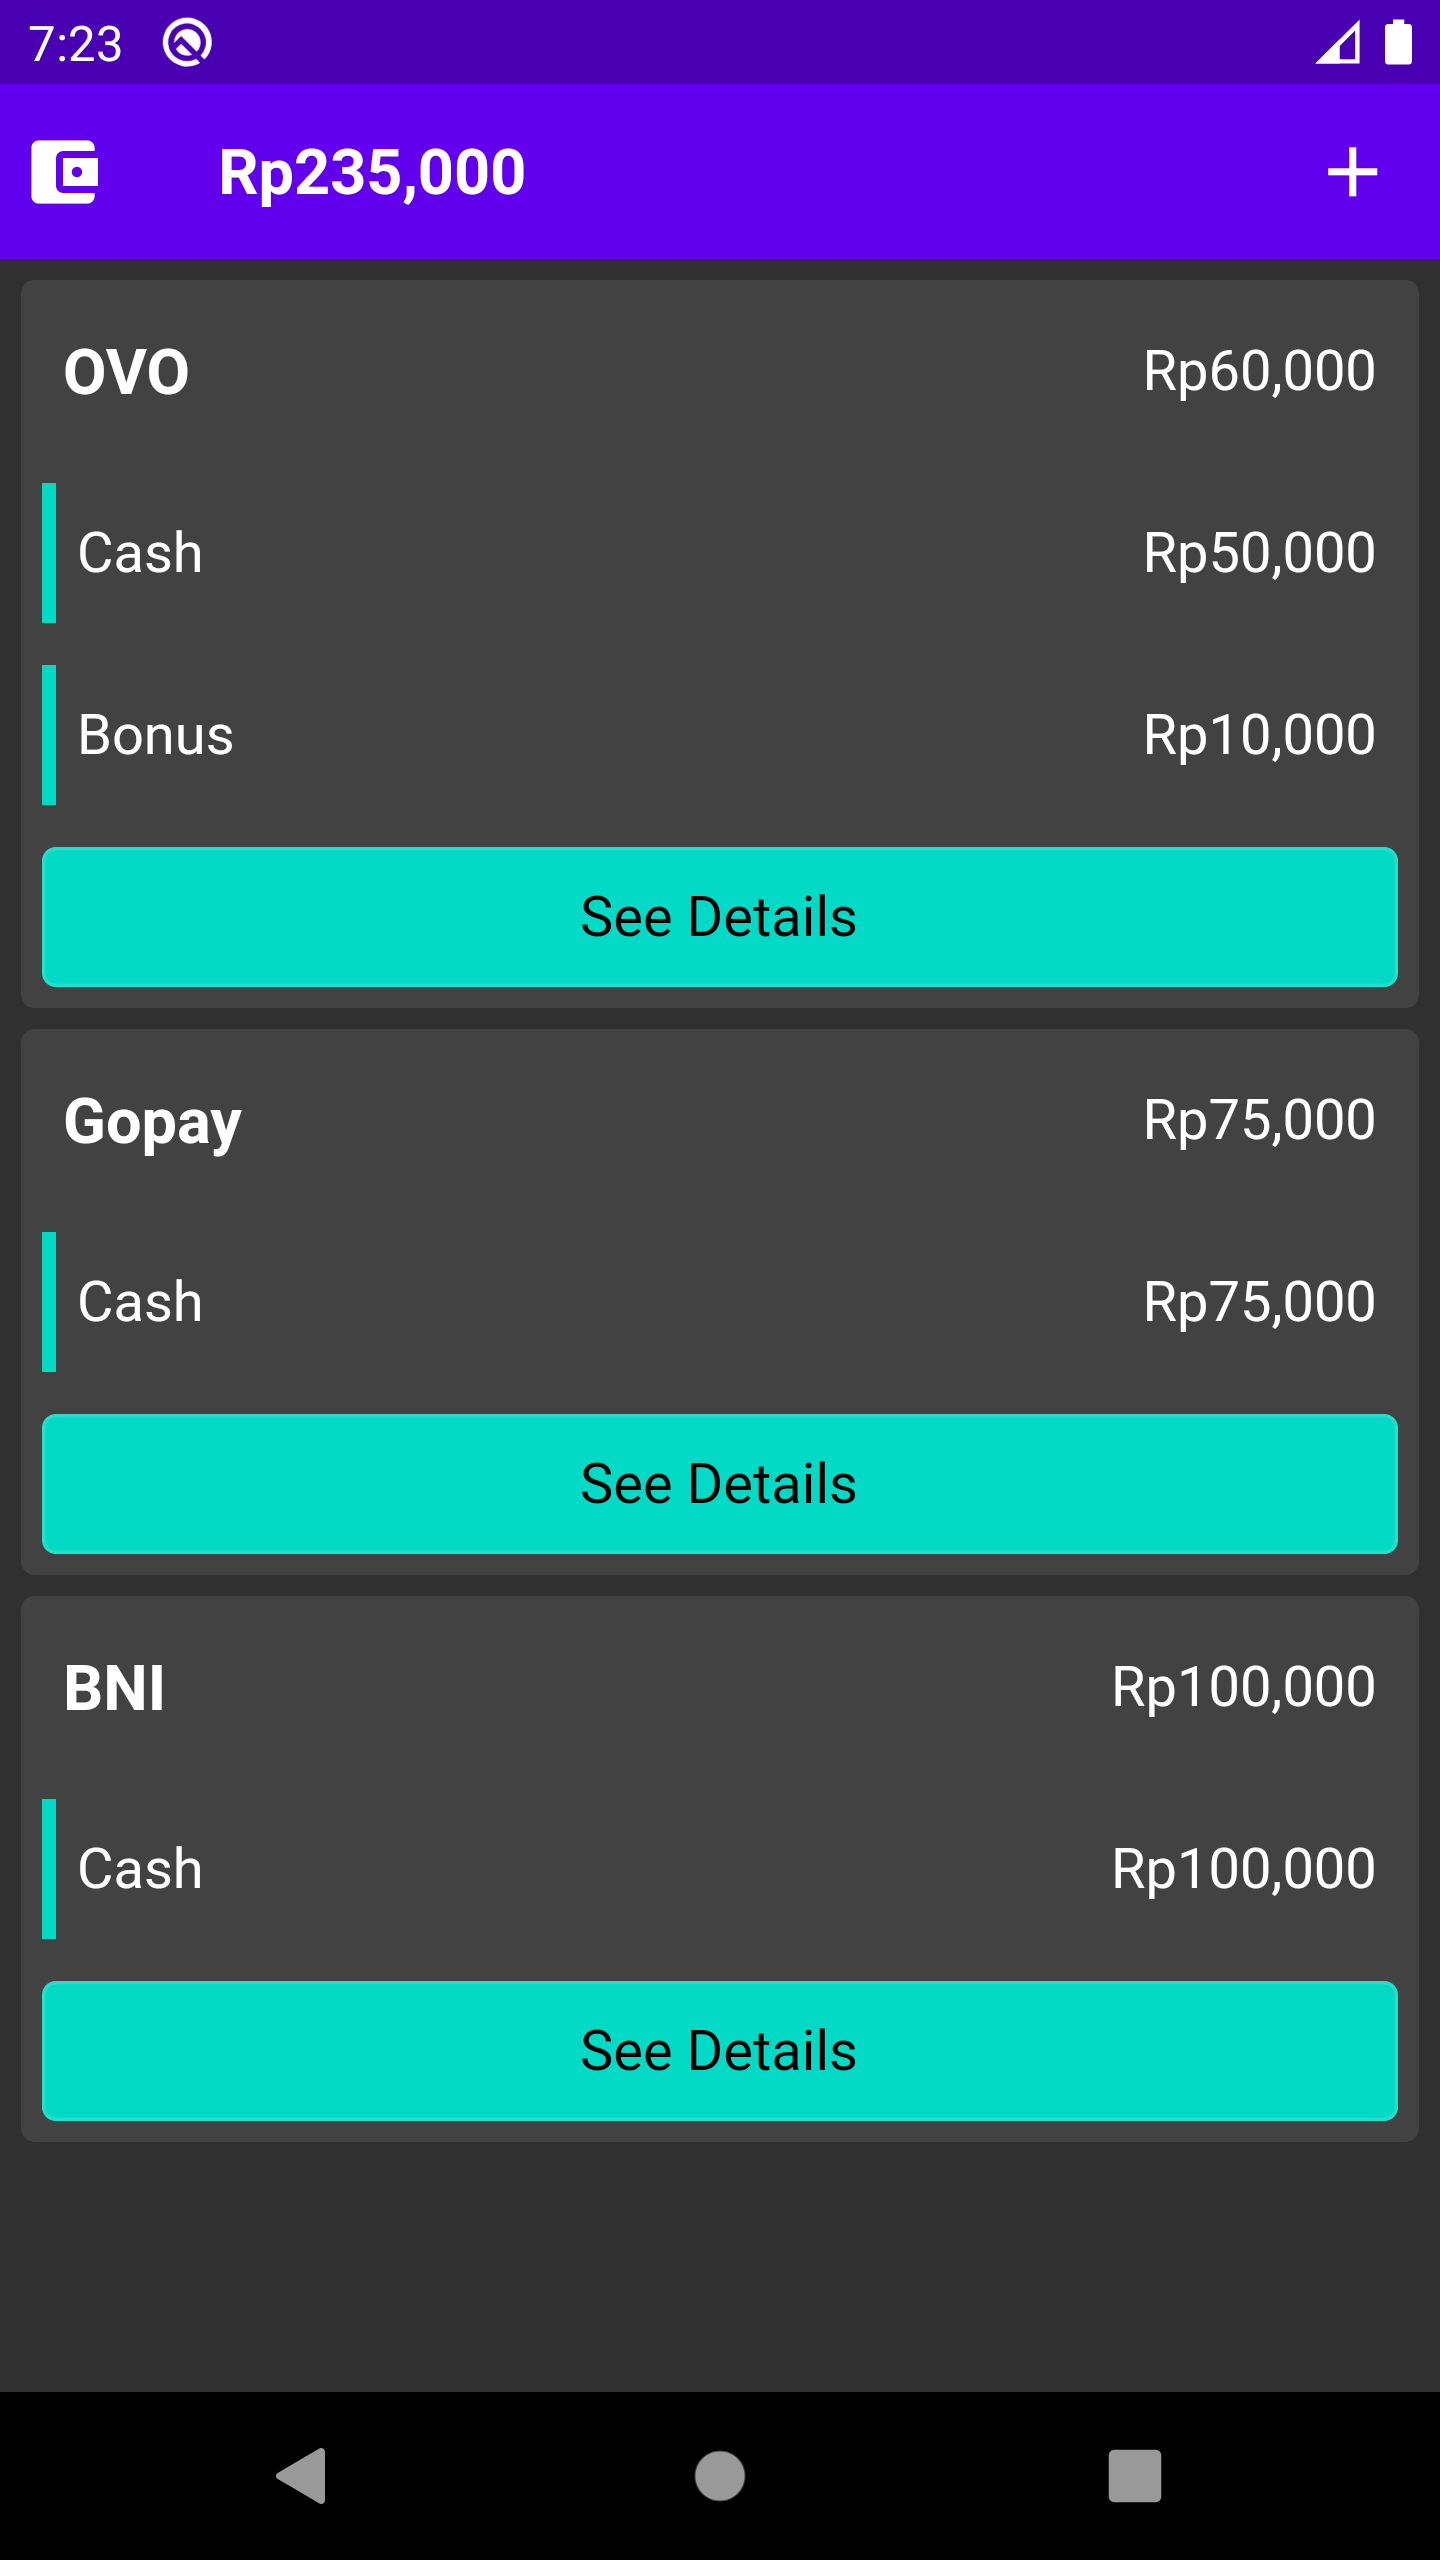 7:23
Rp235,000
OVO Rp60,000
Cash Rp50,000
Bonus Rp10,000
See Details
Gopay Rp75,000
Cash Rp75,000
See Details
BNI Rp100,000
Cash Rp100,000
See Details